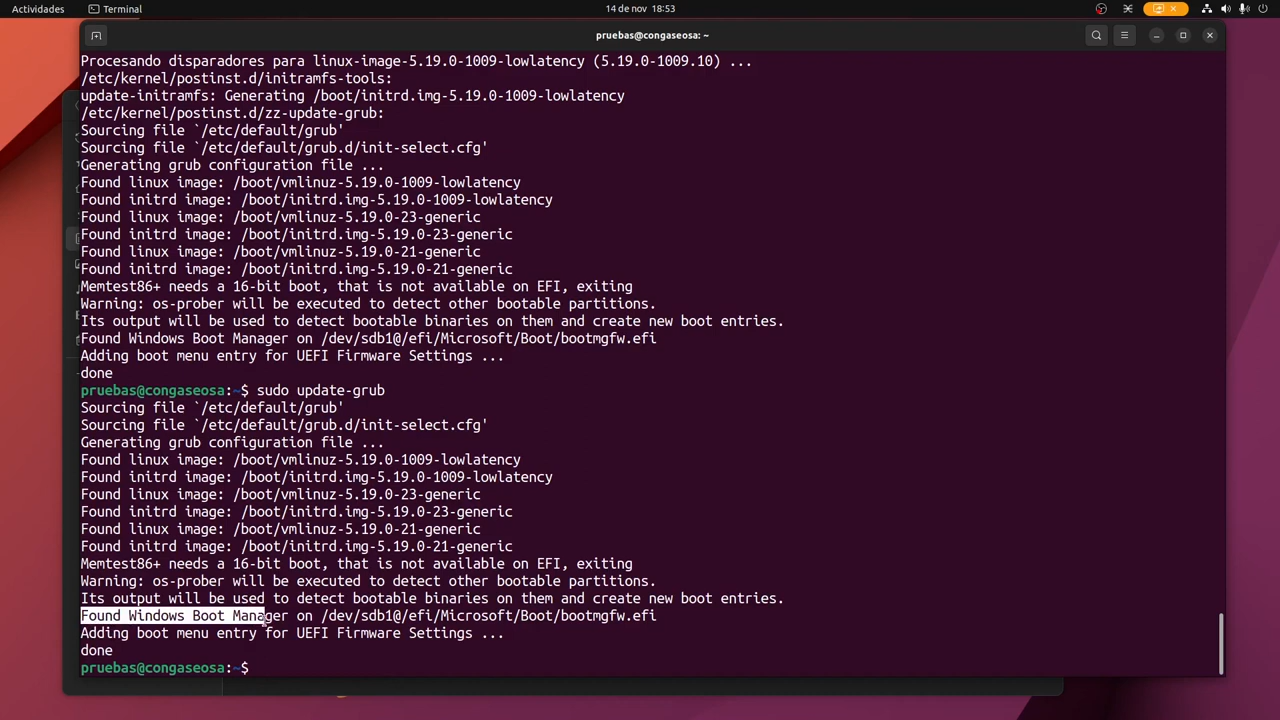 Actividades Terminal 14 de nov 18:53
pruebas@congaseosa: ~
Procesando disparadores para linux-image-5.19.0-1009-lowlatency (5.19.0-1009.10) ...
/etc/kernel/postinst.d/initramfs-tools:
update-initramfs: Generating /boot/initrd.img-5.19.0-1009-lowlatency
/etc/kernel/postinst.d/zz-update-grub:
Sourcing file `/etc/default/grub'
Sourcing file `/etc/default/grub.d/init-select.cfg'
Generating grub configuration file ...
Found linux image: /boot/vmlinuz-5.19.0-1009-lowlatency
Found initrd image: /boot/initrd.img-5.19.0-1009-lowlatency
Found linux image: /boot/vmlinuz-5.19.0-23-generic
Found initrd image: /boot/initrd.img-5.19.0-23-generic
Found linux image: /boot/vmlinuz-5.19.0-21-generic
Found initrd image: /boot/initrd.img-5.19.0-21-generic
Memtest86+ needs a 16-bit boot, that is not available on EFI, exiting
Warning: os-prober will be executed to detect other bootable partitions.
Its output will be used to detect bootable binaries on them and create new boot entries.
Found Windows Boot Manager on /dev/sdb1@/efi/Microsoft/Boot/bootmgfw.efi
Adding boot menu entry for UEFI Firmware Settings ...
done
pruebas@congaseosa:~$ sudo update-grub
Sourcing file `/etc/default/grub'
Sourcing file `/etc/default/grub.d/init-select.cfg'
Generating grub configuration file ...
Found linux image: /boot/vmlinuz-5.19.0-1009-lowlatency
Found initrd image: /boot/initrd.img-5.19.0-1009-lowlatency
Found linux image: /boot/vmlinuz-5.19.0-23-generic
Found initrd image: /boot/initrd.img-5.19.0-23-generic
Found linux image: /boot/vmlinuz-5.19.0-21-generic
Found initrd image: /boot/initrd.img-5.19.0-21-generic
Memtest86+ needs a 16-bit boot, that is not available on EFI, exiting
Warning: os-prober will be executed to detect other bootable partitions.
Its output will be used to detect bootable binaries on them and create new boot entries.
Found Windows Boot Manager on /dev/sdb1@/efi/Microsoft/Boot/bootmgfw.efi
Adding boot menu entry for UEFI Firmware Settings ...
done
pruebas@congaseosa:~$